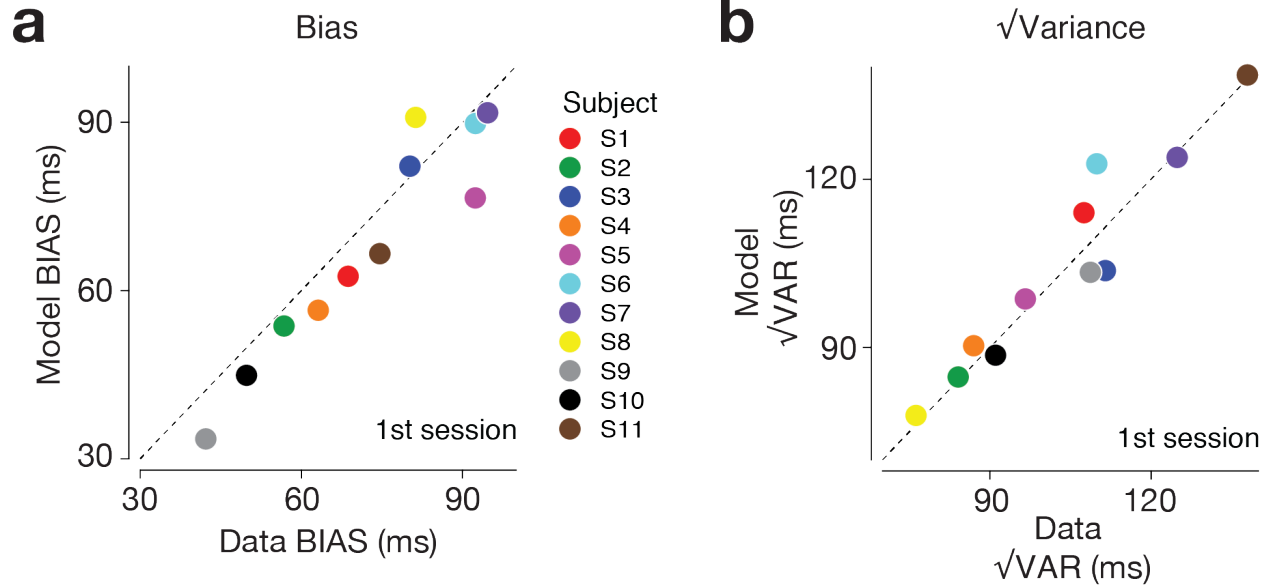 a
Bias
90
60
30
Model BIAS (ms)
30 60 90
Data BIAS (ms)
1st session
Subject
S1
S2
S3
S4
S5
S6
S7
S8
S9
S10
S11
b
√Variance
120
90
Model
√VAR (ms)
1st session
90 120
Data
√VAR (ms)